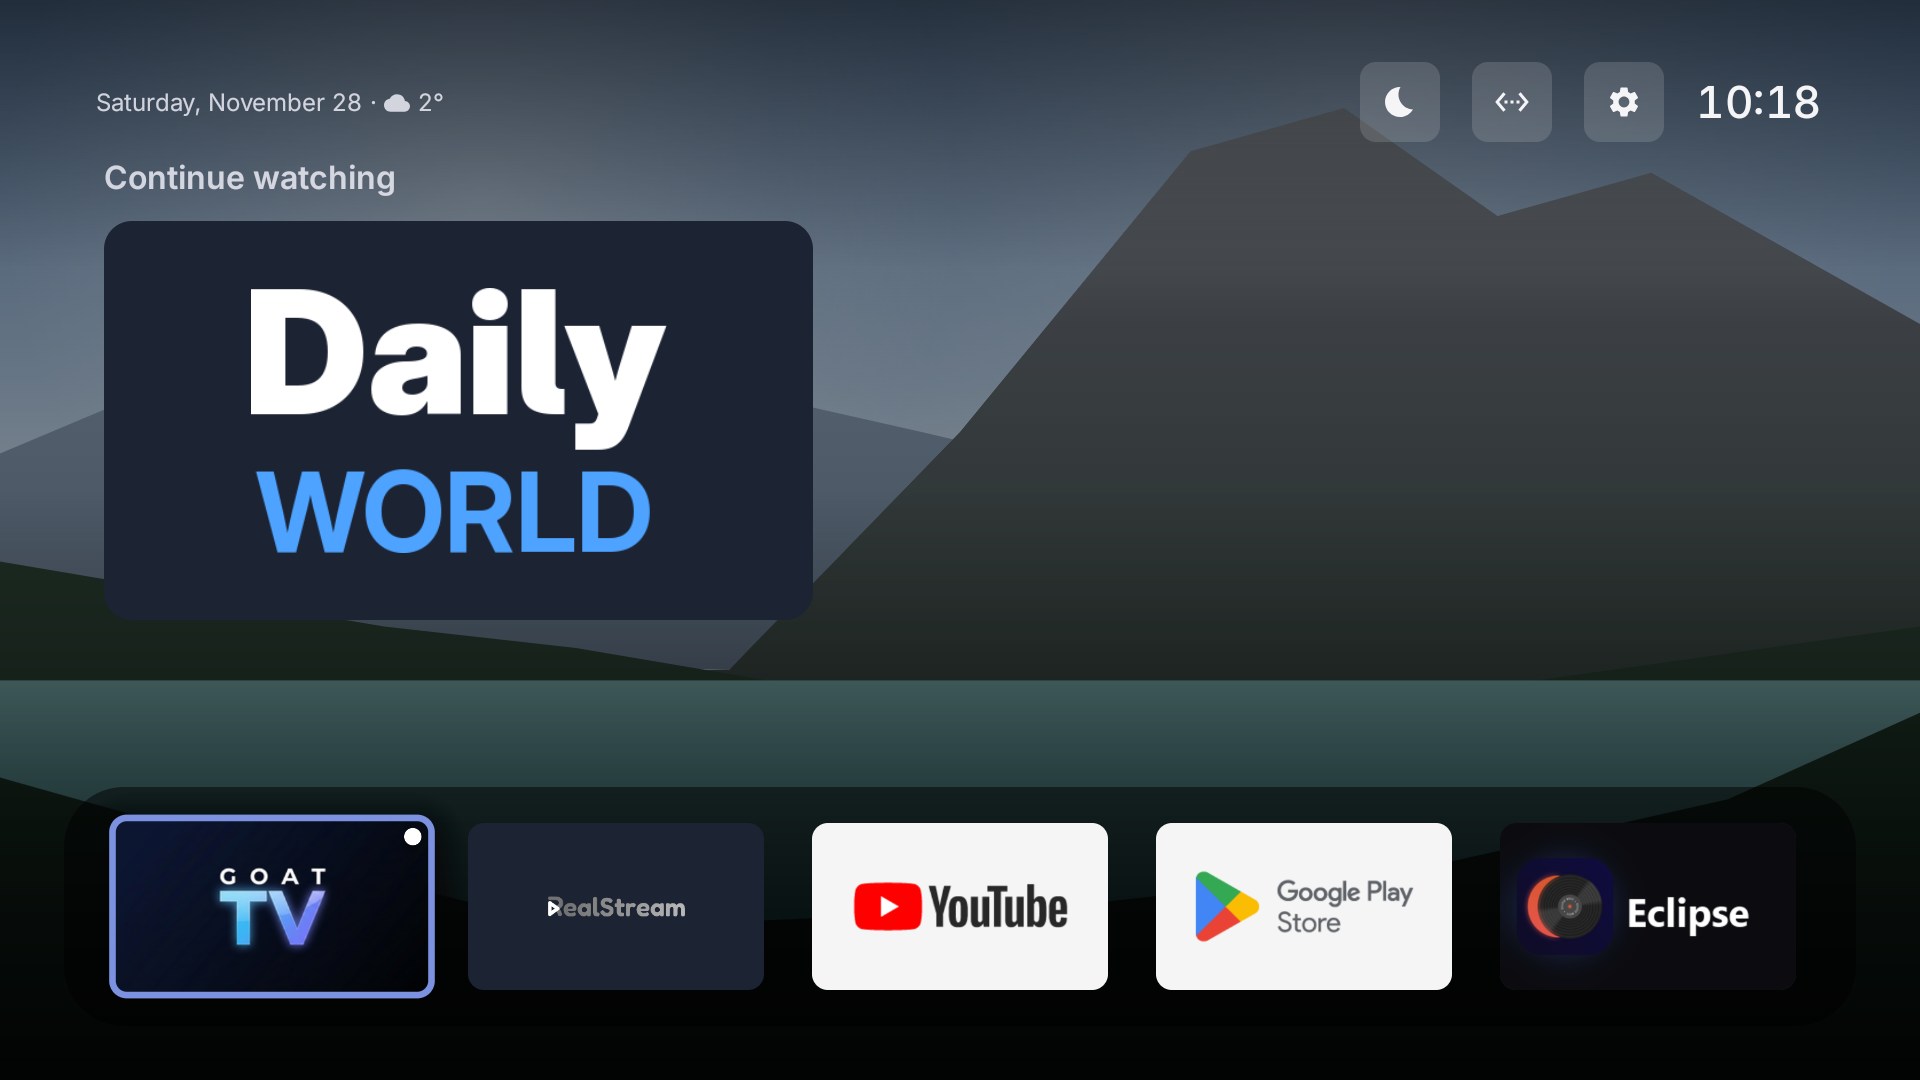 Saturday, November 28 · 2°
10:18
Continue watching
Daily
WORLD
GOAT
TV
RealStream
YouTube
Google Play
Store
Eclipse